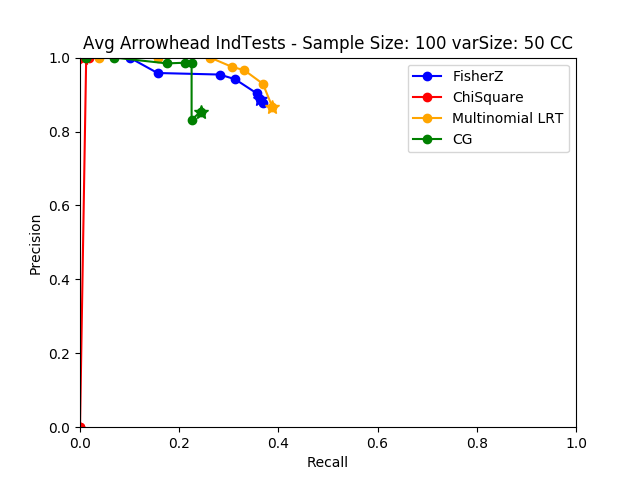 Avg Arrowhead IndTests - Sample Size: 100 varSize: 50 CC
1.0
0.8
0.6
0.4
0.2
0.0
Precision
FisherZ
ChiSquare
Multinomial LRT
CG
0.0 0.2 0.4 0.6 0.8 1.0
Recall